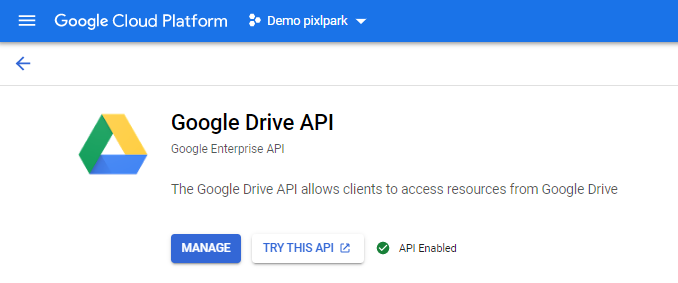 Google Cloud Platform Demo pixlpark
Google Drive API
Google Enterprise API
The Google Drive API allows clients to access resources from Google Drive
MANAGE TRY THIS API API Enabled